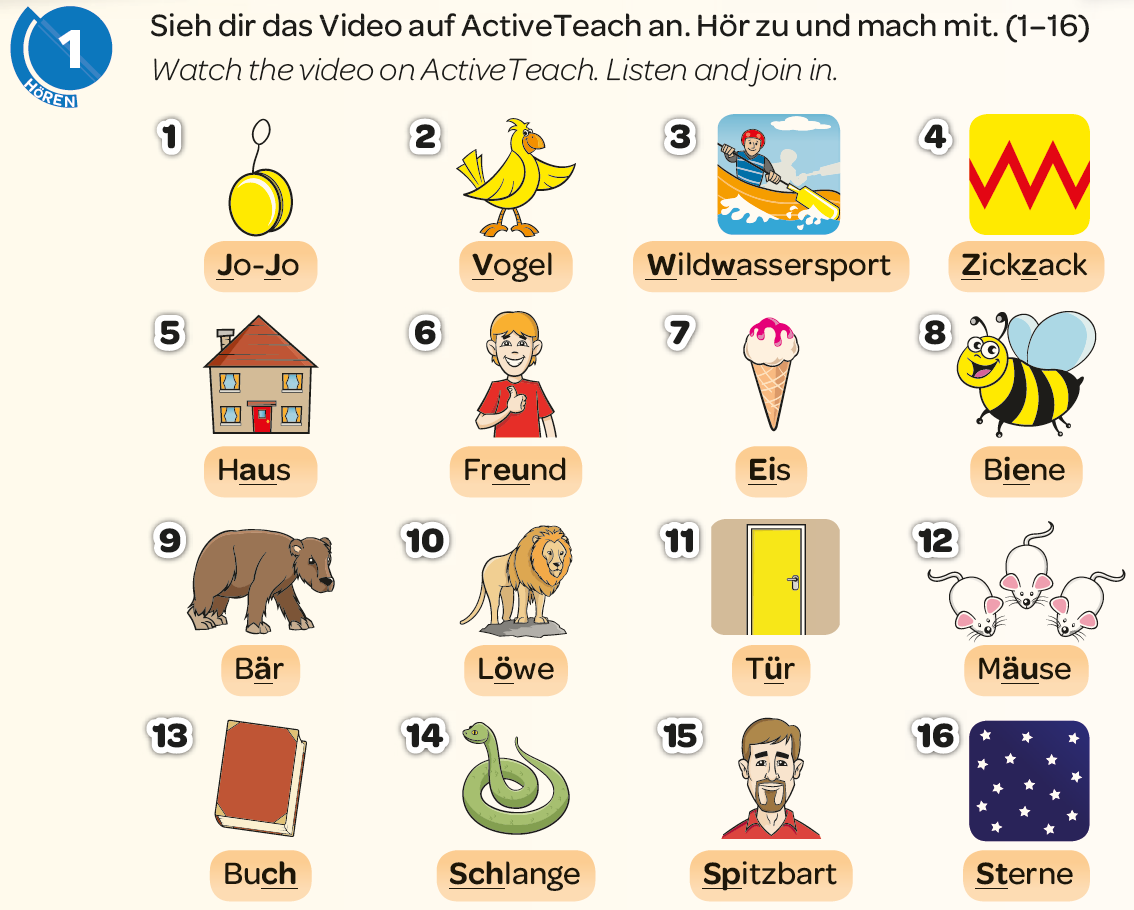 1
HÖREN
Sieh dir das Video auf ActiveTeach an. Hör zu und mach mit. (1–16)
Watch the video on ActiveTeach. Listen and join in.
1 2 3 4
Jo-Jo Vogel Wildwassersport Zickzack
5 6 7 8
Haus Freund Eis Biene
9 10 11 12
Bär Löwe Tür Mäuse
13 14 15 16
Buch Schlange Spitzbart Sterne